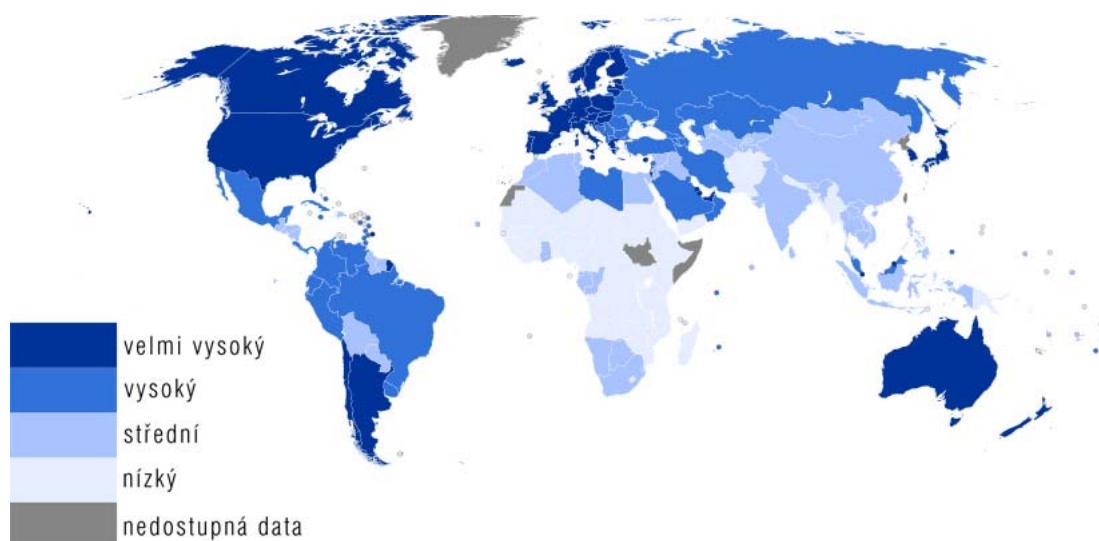 velmi vysoký
vysoký
střední
nízký
nedostupná data